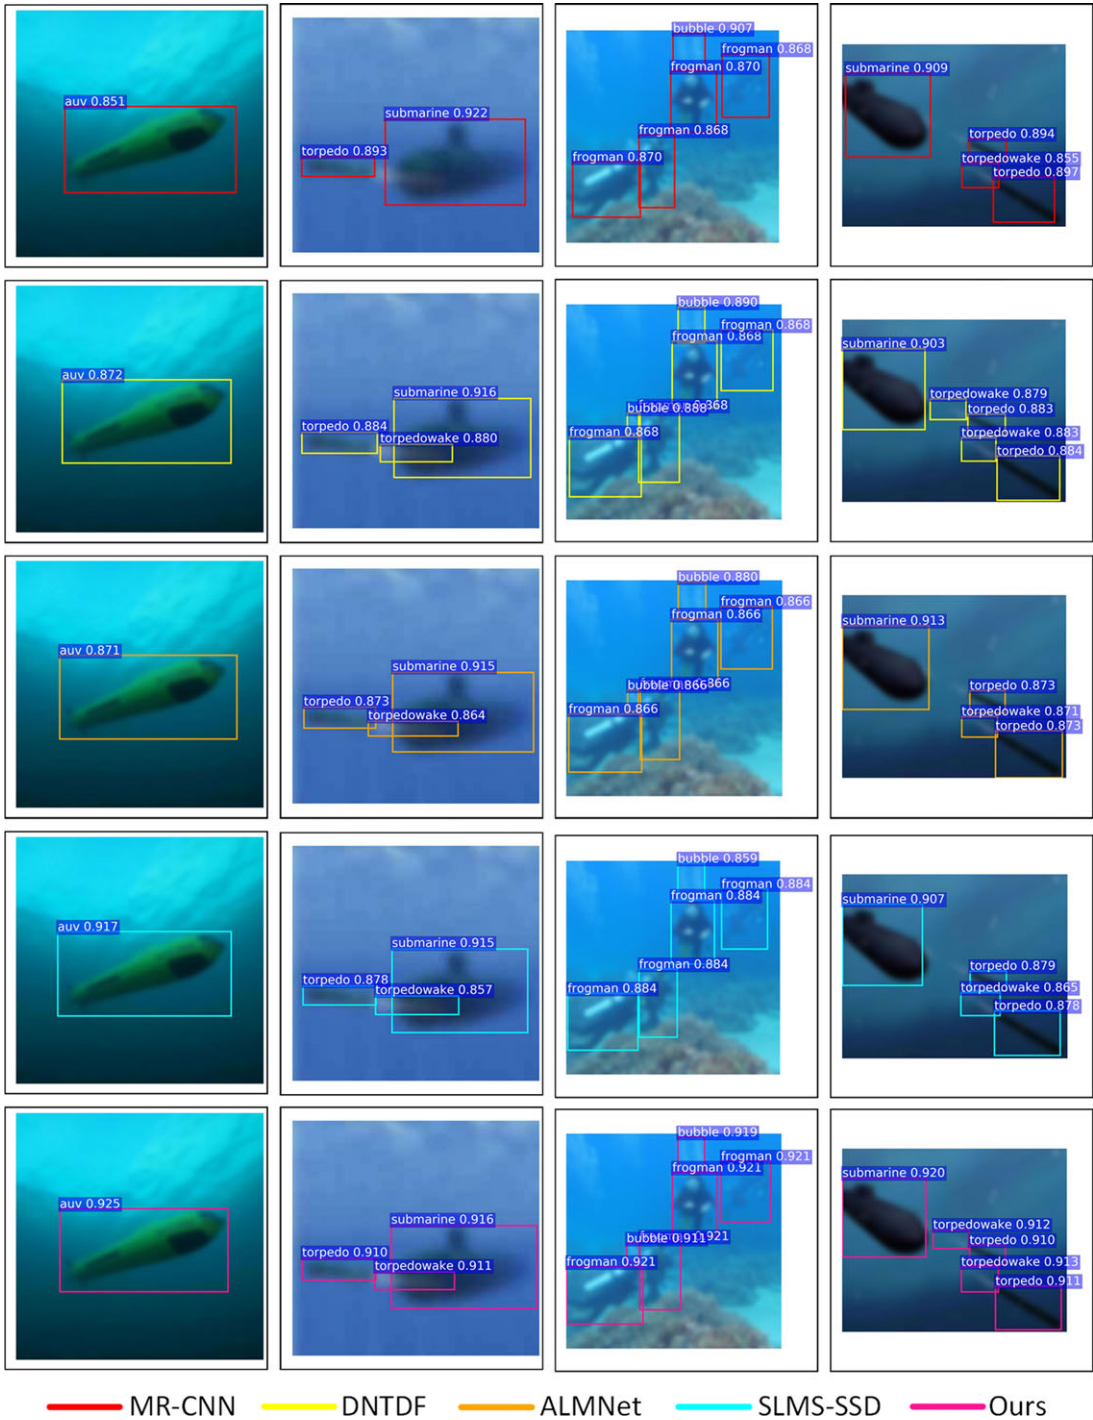 auv 0.851
submarine 0.922
torpedo 0.893
bubble 0.907
frogman 0.868
frogman 0.870
frogman 0.868
frogman 0.870
submarine 0.909
torpedo 0.894
torpedowake 0.855
torpedo 0.897
auv 0.872
submarine 0.916
torpedo 0.884
torpedowake 0.880
bubble 0.890
frogman 0.868
frogman 0.868
bubble 0.888
0.868
frogman 0.868
submarine 0.903
torpedowake 0.879
torpedo 0.883
torpedowake 0.883
torpedo 0.884
auv 0.871
submarine 0.915
torpedo 0.873
torpedowake 0.864
bubble 0.880
frogman 0.866
frogman 0.866
bubble 0.866
0.866
frogman 0.866
submarine 0.913
torpedo 0.873
torpedowake 0.871
torpedo 0.873
auv 0.917
submarine 0.915
torpedo 0.878
torpedowake 0.857
bubble 0.859
frogman 0.884
frogman 0.884
frogman 0.884
frogman 0.884
submarine 0.907
torpedo 0.879
torpedowake 0.865
torpedo 0.878
auv 0.925
submarine 0.916
torpedo 0.910
torpedowake 0.911
bubble 0.919
frogman 0.921
frogman 0.921
bubble 0.911
0.921
frogman 0.921
submarine 0.920
torpedowake 0.912
torpedo 0.910
torpedowake 0.913
torpedo 0.911
MR-CNN DNTDF ALMNet SLMS-SSD Ours